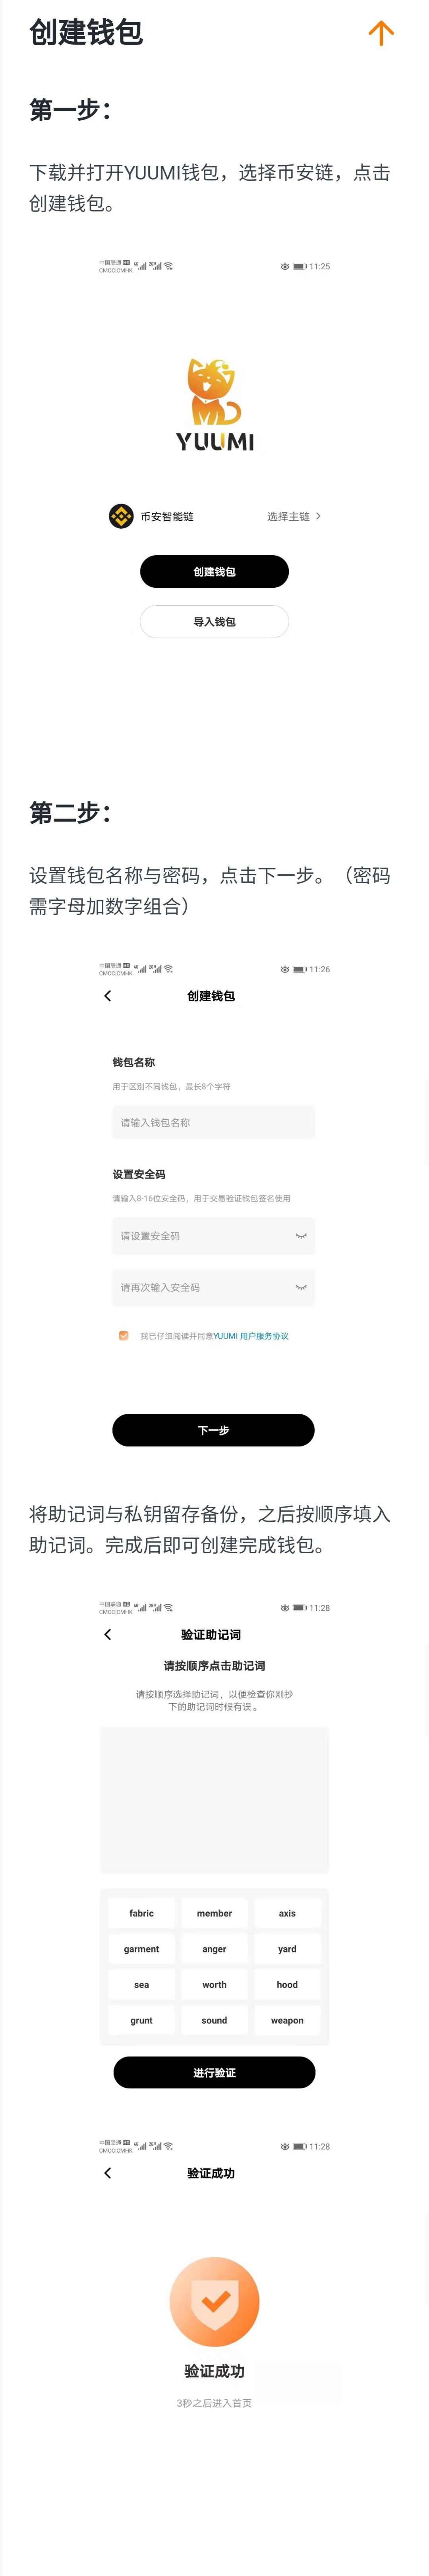 创建钱包
第一步：
下载并打开YUUMI钱包，选择币安链，点击
创建钱包。
中国联通 HD
CMCC|CMHK
11:25
YUUMI
币安智能链 选择主链
创建钱包
导入钱包
第二步：
设置钱包名称与密码，点击下一步。（密码
需字母加数字组合）
中国联通 HD
CMCC|CMHK
11:26
创建钱包
钱包名称
用于区别不同钱包，最长8个字符
请输入钱包名称
设置安全码
请输入8-16位安全码，用于交易验证钱包签名使用
请设置安全码
请再次输入安全码
我已仔细阅读并同意YUUMI 用户服务协议
下一步
将助记词与私钥留存备份，之后按顺序填入
助记词。完成后即可创建完成钱包。
中国联通 HD
CMCC|CMHK
11:28
验证助记词
请按顺序点击助记词
请按顺序选择助记词，以便检查你刚抄
下的助记词时候有误。
fabric member axis
garment anger yard
sea worth hood
grunt sound weapon
进行验证
中国联通 HD
CMCC|CMHK
11:28
验证成功
验证成功
3秒之后进入首页